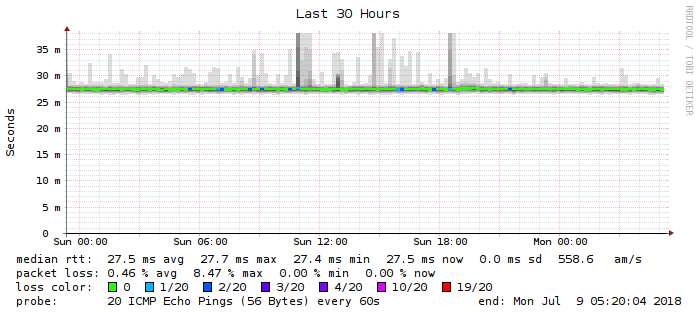 Last 30 Hours
RRDTOOL / TOBI OETIKER
Seconds
35 m
30 m
25 m
20 m
15 m
10 m
5 m
0
Sun 00:00 Sun 06:00 Sun 12:00 Sun 18:00 Mon 00:00
median rtt: 27.5 ms avg 27.7 ms max 27.4 ms min 27.5 ms now 0.0 ms sd 558.6 am/s
packet loss: 0.46 % avg 8.47 % max 0.00 % min 0.00 % now
loss color: 0 1/20 2/20 3/20 4/20 10/20 19/20
probe: 20 ICMP Echo Pings (56 Bytes) every 60s end: Mon Jul 9 05:20:04 2018